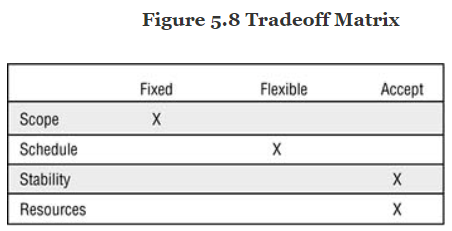 Figure 5.8 Tradeoff Matrix
Fixed Flexible Accept
Scope X
Schedule X
Stability X
Resources X